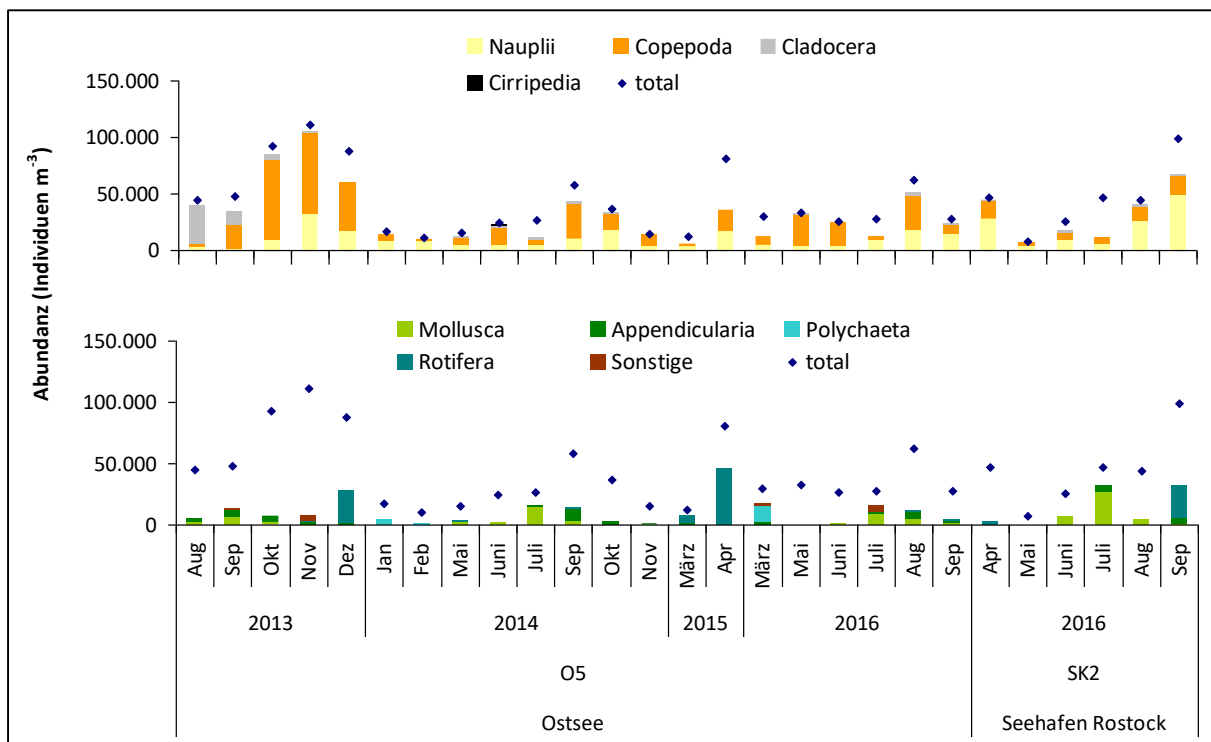 Nauplii Copepoda Cladocera
Cirripedia total
150.000
100.000
50.000
0
Abundanz (Individuen m⁻³)
Mollusca Appendicularia Polychaeta
Rotifera Sonstige total
150.000
100.000
50.000
0
Aug Sep Okt Nov Dez Jan Feb Mai Juni Juli Sep Okt Nov März Apr März Mai Juni Juli Aug Sep Apr Mai Juni Juli Aug Sep
2013 2014 2015 2016 2016
O5 SK2
Ostsee Seehafen Rostock